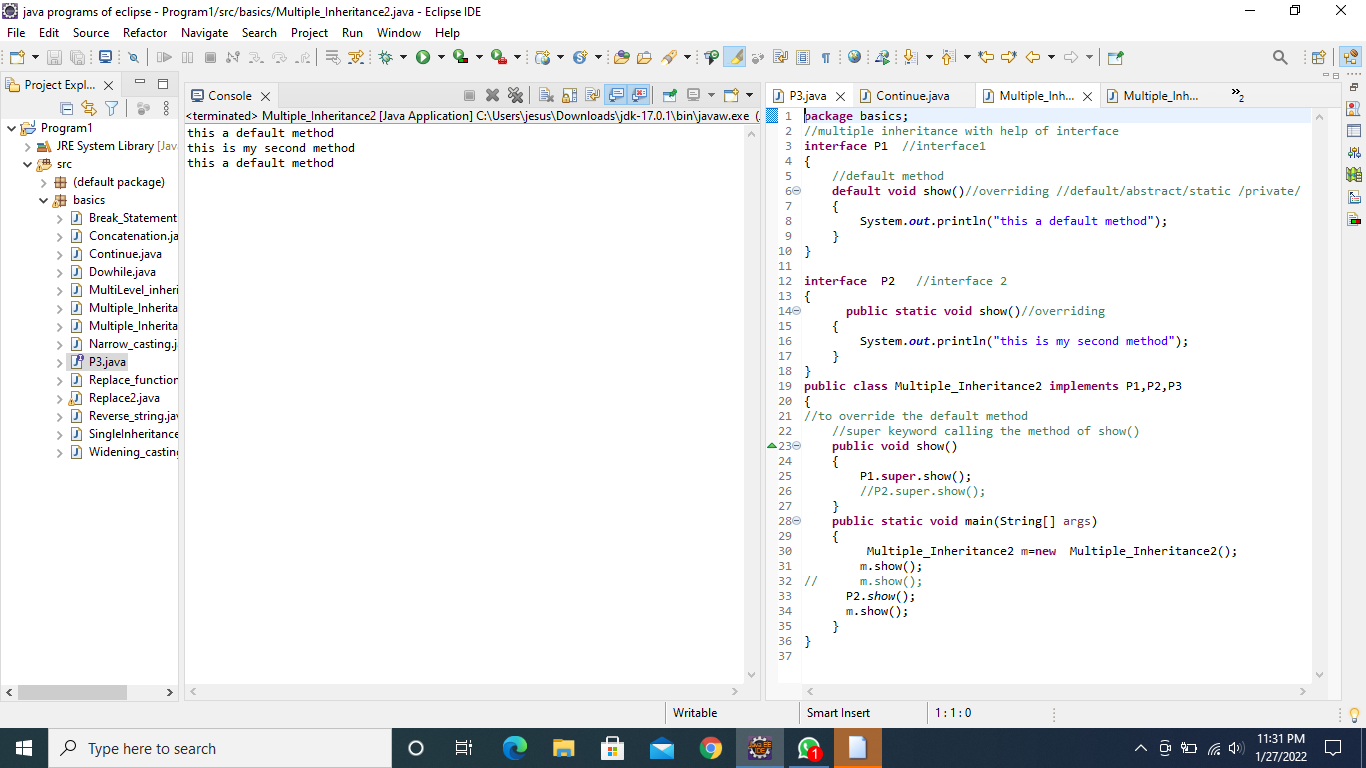 java programs of eclipse - Program1/src/basics/Multiple_Inheritance2.java - Eclipse IDE
File Edit Source Refactor Navigate Search Project Run Window Help
Project Expl...
Program1
JRE System Library [Jav
src
(default package)
basics
Break_Statement
Concatenation.ja
Continue.java
Dowhile.java
MultiLevel_inheri
Multiple_Inherita
Multiple_Inherita
Narrow_casting.j
P3.java
Replace_function
Replace2.java
Reverse_string.jav
SingleInheritance
Widening_casting
Console
<terminated> Multiple_Inheritance2 [Java Application] C:\Users\jesus\Downloads\jdk-17.0.1\bin\javaw.exe (
this a default method
this is my second method
this a default method
P3.java Continue.java Multiple_Inh... Multiple_Inh... »2
1 package basics;
2 //multiple inheritance with help of interface
3 interface P1  //interface1
4 {
5     //default method
6     default void show()//overriding //default/abstract/static /private/
7     {
8         System.out.println("this a default method");
9     }
10 }
11
12 interface  P2   //interface 2
13 {
14       public static void show()//overriding
15     {
16         System.out.println("this is my second method");
17     }
18 }
19 public class Multiple_Inheritance2 implements P1,P2,P3
20 {
21 //to override the default method
22     //super keyword calling the method of show()
23     public void show()
24     {
25         P1.super.show();
26         //P2.super.show();
27     }
28     public static void main(String[] args)
29     {
30          Multiple_Inheritance2 m=new  Multiple_Inheritance2();
31         m.show();
32 //      m.show();
33       P2.show();
34       m.show();
35     }
36 }
37
Writable Smart Insert 1 : 1 : 0
Type here to search
JAVA EE IDE
1
11:31 PM
1/27/2022